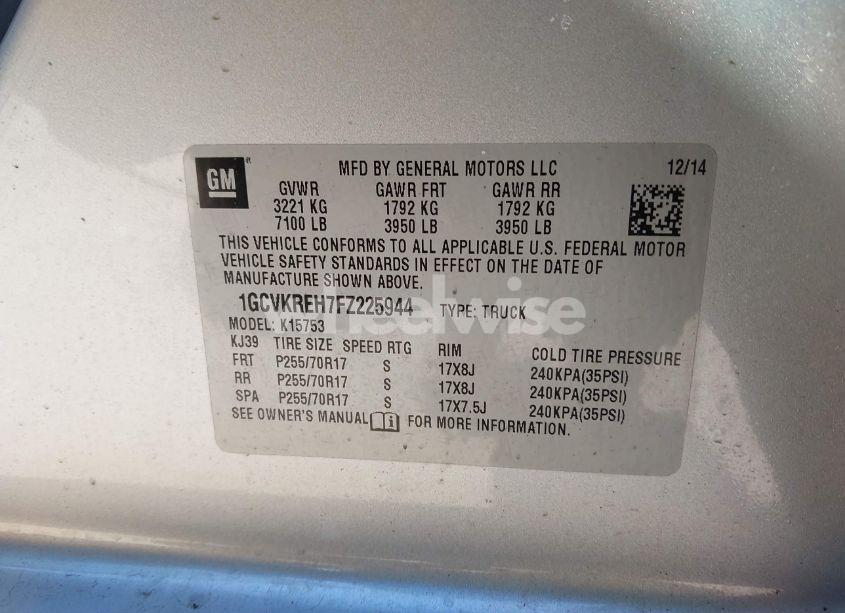 GM
MFD BY GENERAL MOTORS LLC 12/14
GVWR GAWR FRT GAWR RR
3221 KG 1792 KG 1792 KG
7100 LB 3950 LB 3950 LB
THIS VEHICLE CONFORMS TO ALL APPLICABLE U.S. FEDERAL MOTOR
VEHICLE SAFETY STANDARDS IN EFFECT ON THE DATE OF
MANUFACTURE SHOWN ABOVE.
1GCVKREH7FZ225944 TYPE: TRUCK
wheelwise
MODEL: K15753
KJ39 TIRE SIZE SPEED RTG RIM COLD TIRE PRESSURE
FRT P255/70R17 S 17X8J 240KPA(35PSI)
RR P255/70R17 S 17X8J 240KPA(35PSI)
SPA P255/70R17 S 17X7.5J 240KPA(35PSI)
SEE OWNER'S MANUAL i FOR MORE INFORMATION.